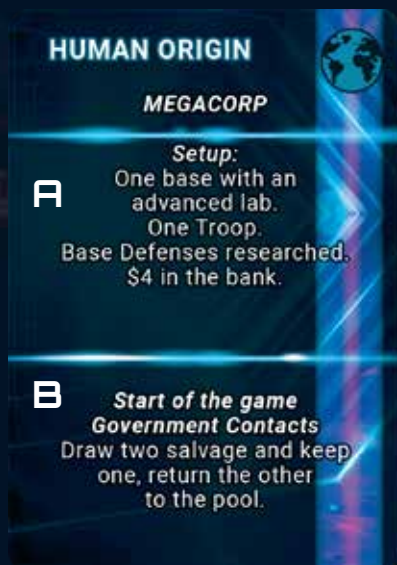 HUMAN ORIGIN
MEGACORP
A
Setup:
One base with an
advanced lab.
One Troop.
Base Defenses researched.
$4 in the bank.
B
Start of the game
Government Contacts
Draw two salvage and keep
one, return the other
to the pool.